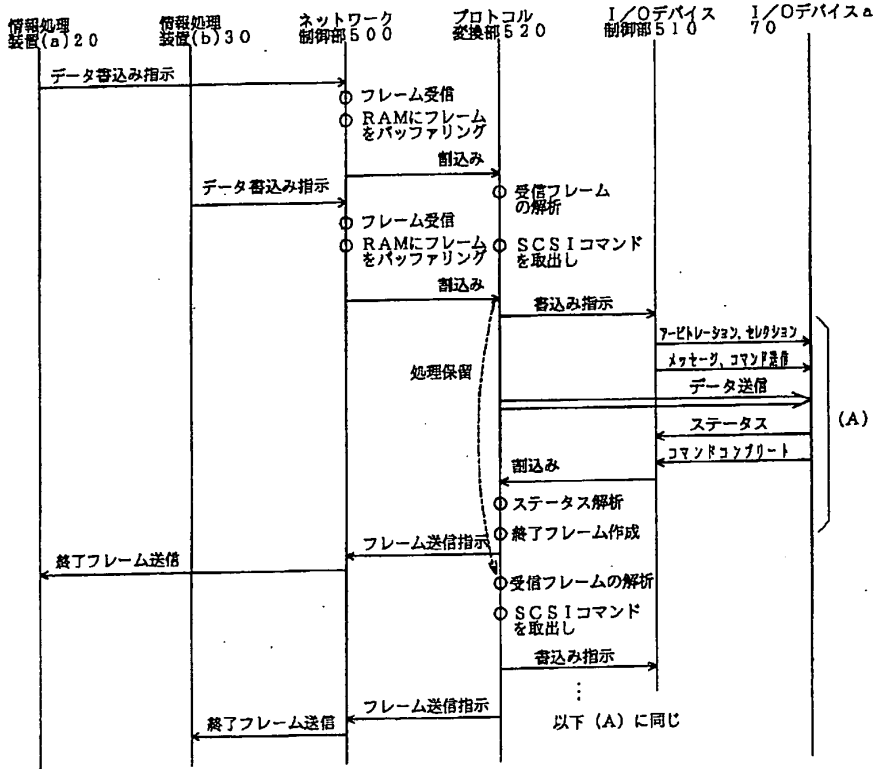 情報処理
装置(a)20
情報処理
装置(b)30
ネットワーク
制御部500
プロトコル
変換部520
I/Oデバイス
制御部510
I/Oデバイスa
70
データ書込み指示
フレーム受信
RAMにフレーム
をバッファリング
割込み
データ書込み指示
受信フレーム
の解析
フレーム受信
RAMにフレーム
をバッファリング
SCSIコマンド
を取出し
割込み
書込み指示
アービトレーション、セレクション
メッセージ、コマンド送信
処理保留
データ送信
(A)
ステータス
コマンドコンプリート
割込み
ステータス解析
終了フレーム作成
フレーム送信指示
終了フレーム送信
受信フレームの解析
SCSIコマンド
を取出し
書込み指示
フレーム送信指示
以下(A)に同じ
終了フレーム送信